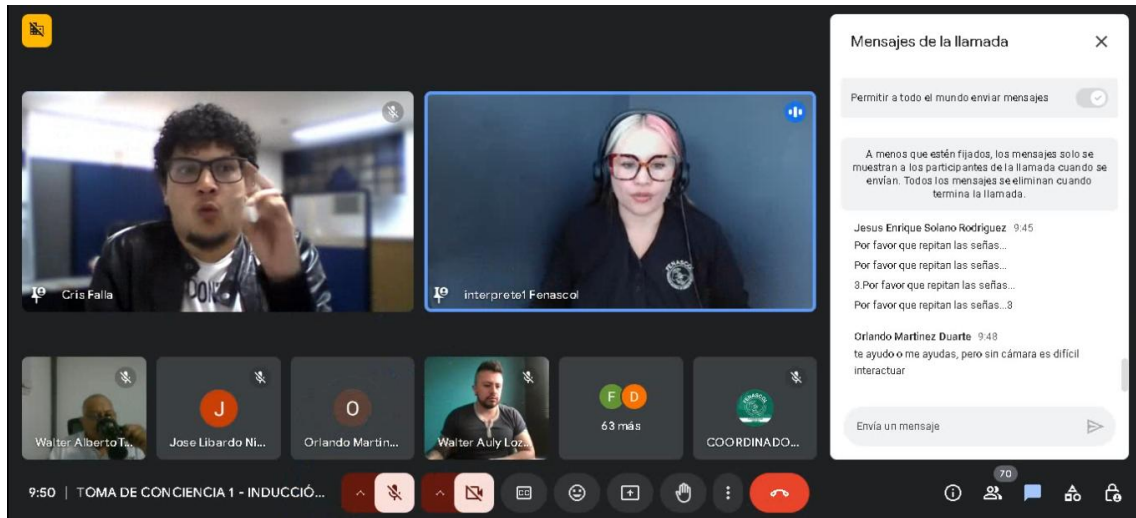 Mensajes de la llamada
Permitir a todo el mundo enviar mensajes
A menos que estén fijados, los mensajes solo se
muestran a los participantes de la llamada cuando se
envían. Todos los mensajes se eliminan cuando
termina la llamada.
Jesus Enrique Solano Rodriguez 9:45
Por favor que repitan las señas...
Por favor que repitan las señas...
3.Por favor que repitan las señas...
Por favor que repitan las señas...3
Orlando Martinez Duarte 9:48
te ayudo o me ayudas, pero sin cámara es difícil
interactuar
Envía un mensaje
DON'T
Cris Falla
FENASCOL
interprete1 Fenascol
Walter Alberto T...
J
Jose Libardo Ni...
O
Orlando Martin...
Walter Auly Loz...
F D
63 más
FENASCOL
COORDINADO...
9:50 | TOMA DE CONCIENCIA 1 - INDUCCIÓ...
CC
70